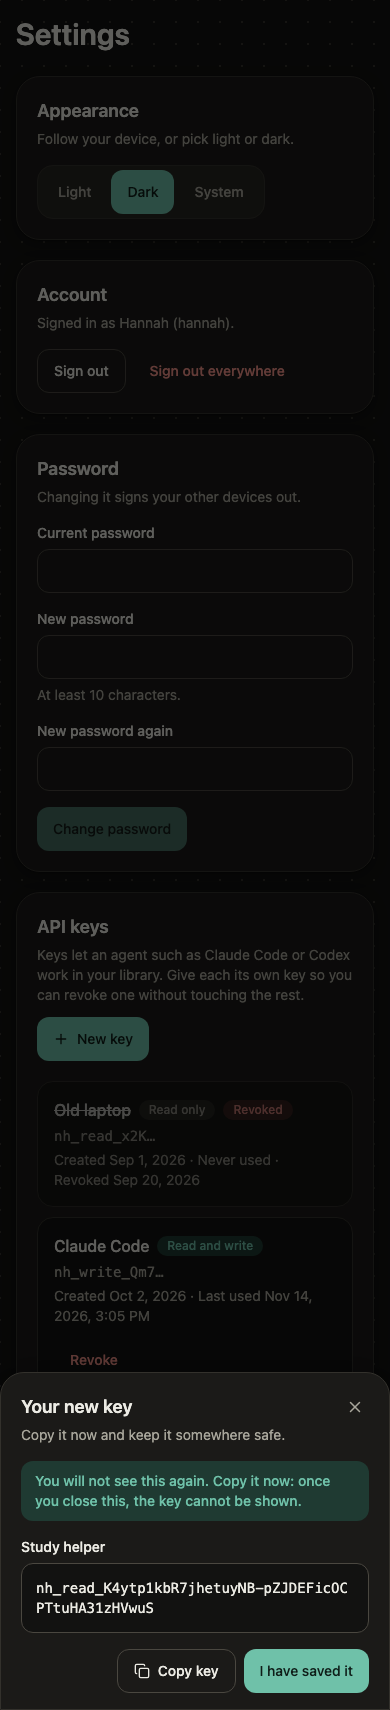 Settings
Appearance
Follow your device, or pick light or dark.
Light Dark System
Account
Signed in as Hannah (hannah).
Sign out Sign out everywhere
Password
Changing it signs your other devices out.
Current password
New password
At least 10 characters.
New password again
Change password
API keys
Keys let an agent such as Claude Code or Codex
work in your library. Give each its own key so you
can revoke one without touching the rest.
+ New key
Old laptop Read only Revoked
nh_read_x2K…
Created Sep 1, 2026 · Never used ·
Revoked Sep 20, 2026
Claude Code Read and write
nh_write_Qm7…
Created Oct 2, 2026 · Last used Nov 14,
2026, 3:05 PM
Revoke
Your new key
Copy it now and keep it somewhere safe.
You will not see this again. Copy it now: once
you close this, the key cannot be shown.
Study helper
nh_read_K4ytp1kbR7jhetuyNB-pZJDEFicOC
PTtuHA31zHVwuS
Copy key I have saved it